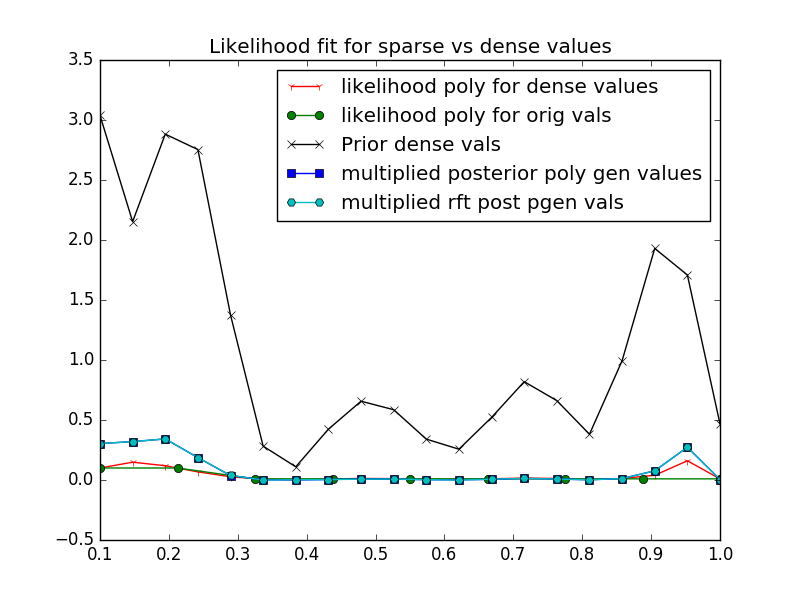 Likelihood fit for sparse vs dense values
3.5
3.0
2.5
2.0
1.5
1.0
0.5
0.0
−0.5
likelihood poly for dense values
likelihood poly for orig vals
Prior dense vals
multiplied posterior poly gen values
multiplied rft post pgen vals
0.1 0.2 0.3 0.4 0.5 0.6 0.7 0.8 0.9 1.0